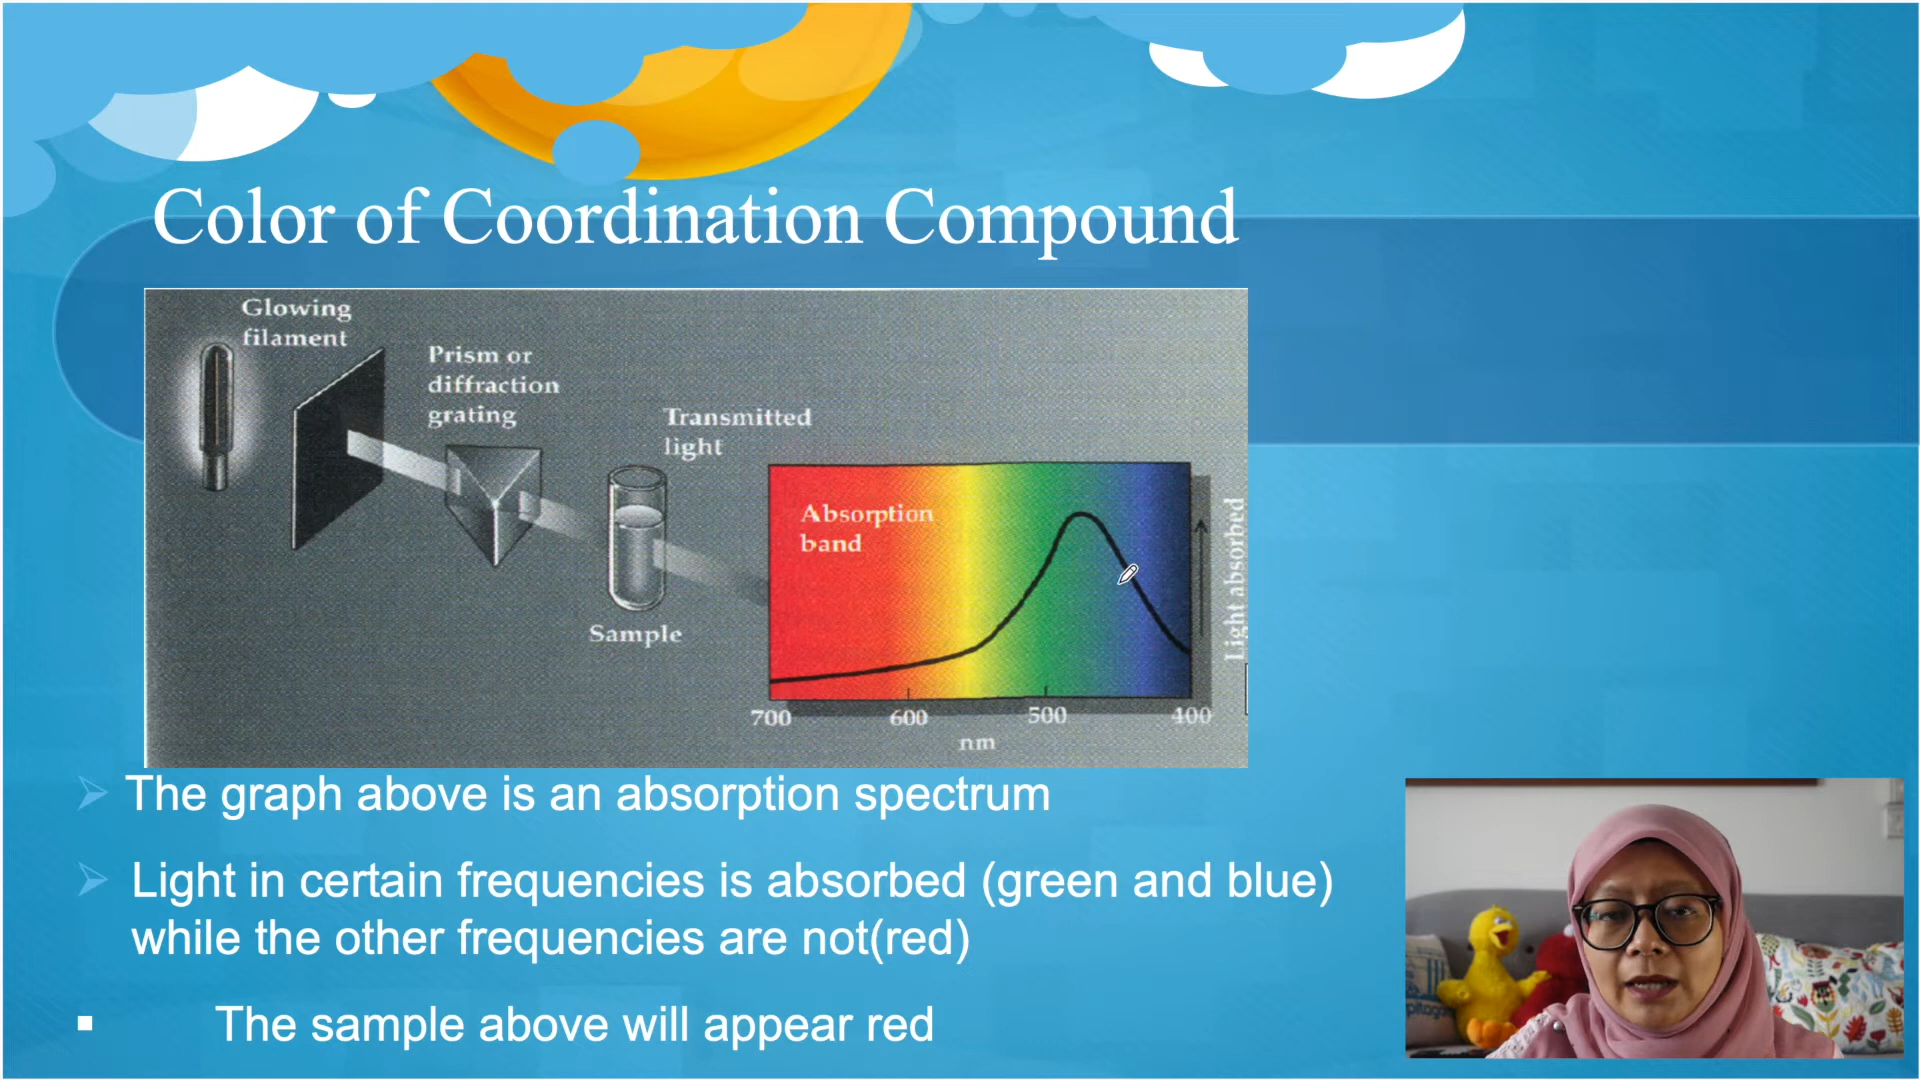 Color of Coordination Compound
Glowing
filament
Prism or
diffraction
grating
Transmitted
light
Sample
Absorption
band
Light absorbed
700 600 500 400
nm
The graph above is an absorption spectrum
Light in certain frequencies is absorbed (green and blue)
while the other frequencies are not(red)
The sample above will appear red